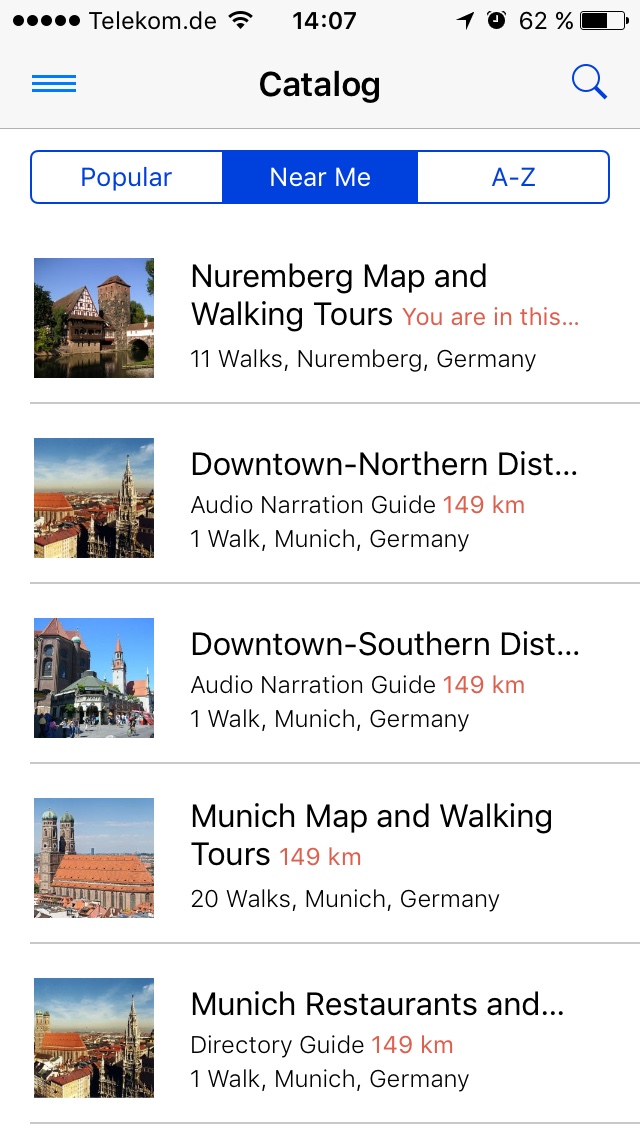 Telekom.de 14:07 62 %
Catalog
Popular Near Me A-Z
Nuremberg Map and
Walking Tours You are in this...
11 Walks, Nuremberg, Germany
Downtown-Northern Dist...
Audio Narration Guide 149 km
1 Walk, Munich, Germany
Downtown-Southern Dist...
Audio Narration Guide 149 km
1 Walk, Munich, Germany
Munich Map and Walking
Tours 149 km
20 Walks, Munich, Germany
Munich Restaurants and...
Directory Guide 149 km
1 Walk, Munich, Germany